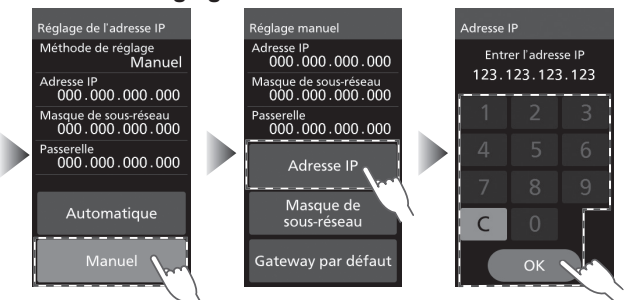 Réglage de l'adresse IP
Méthode de réglage
Manuel
Adresse IP
000.000.000.000
Masque de sous-réseau
000.000.000.000
Passerelle
000.000.000.000
Automatique
Manuel
Réglage manuel
Adresse IP
000.000.000.000
Masque de sous-réseau
000.000.000.000
Passerelle
000.000.000.000
Adresse IP
Masque de
sous-réseau
Gateway par défaut
Adresse IP
Entrer l'adresse IP
123.123.123.123
1 2 3
4 5 6
7 8 9
C 0
OK